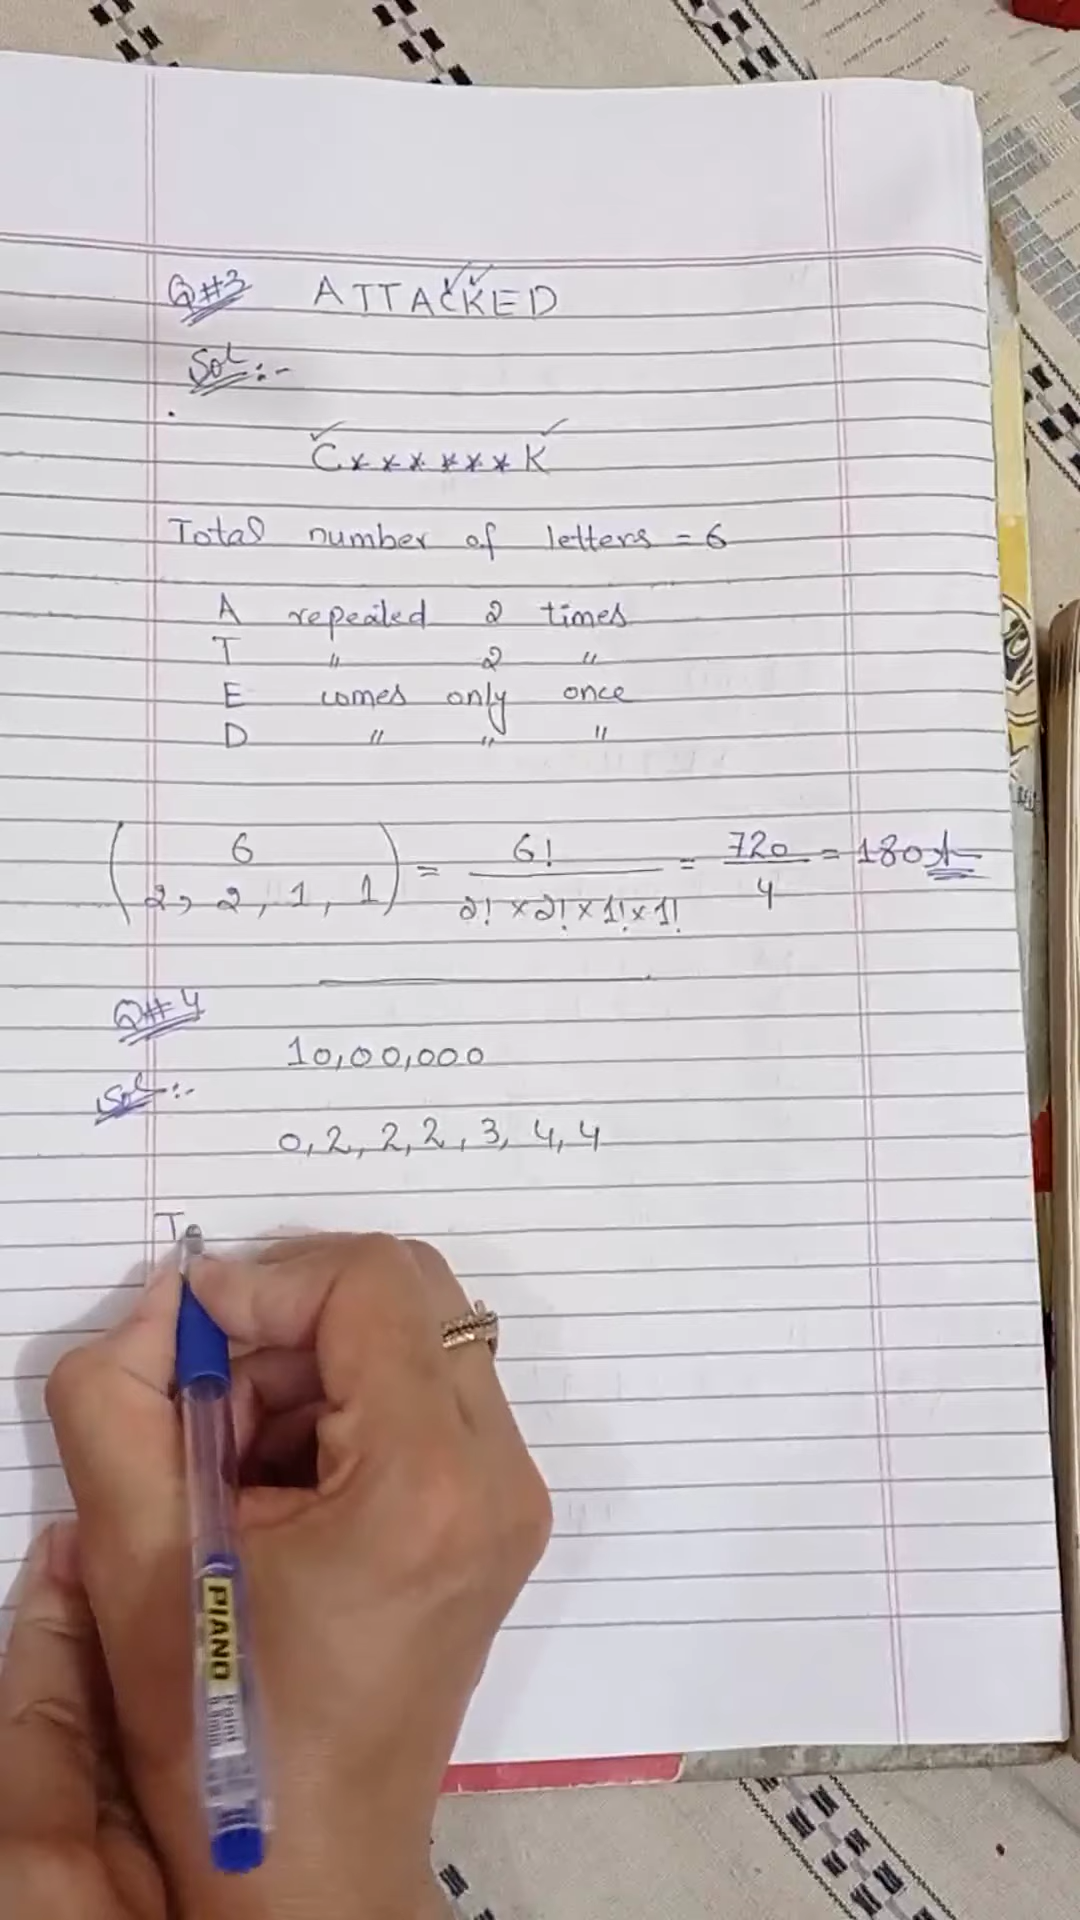 Q#3 ATTACKED
Sol:-
C******K
Total number of letters = 6
A repeated 2 times
T " 2 "
E comes only once
D " " "
(6 / 2, 2, 1, 1) = 6! / 2! × 2! × 1! × 1! = 720 / 4 = 180
Q#4
10,00,000
Sol:-
0, 2, 2, 2, 3, 4, 4
To
PIANO
Point